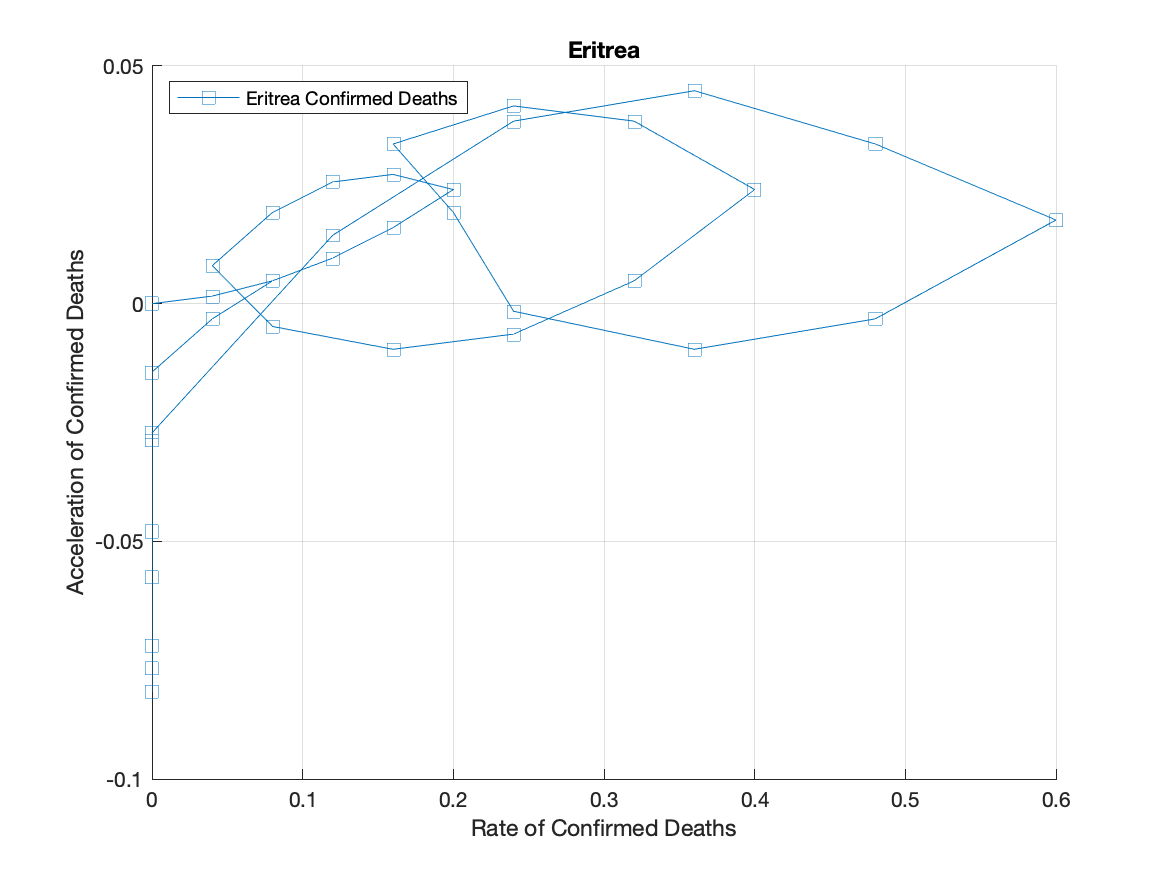 Eritrea
Eritrea Confirmed Deaths
Acceleration of Confirmed Deaths
0.05
0
-0.05
-0.1
0 0.1 0.2 0.3 0.4 0.5 0.6
Rate of Confirmed Deaths